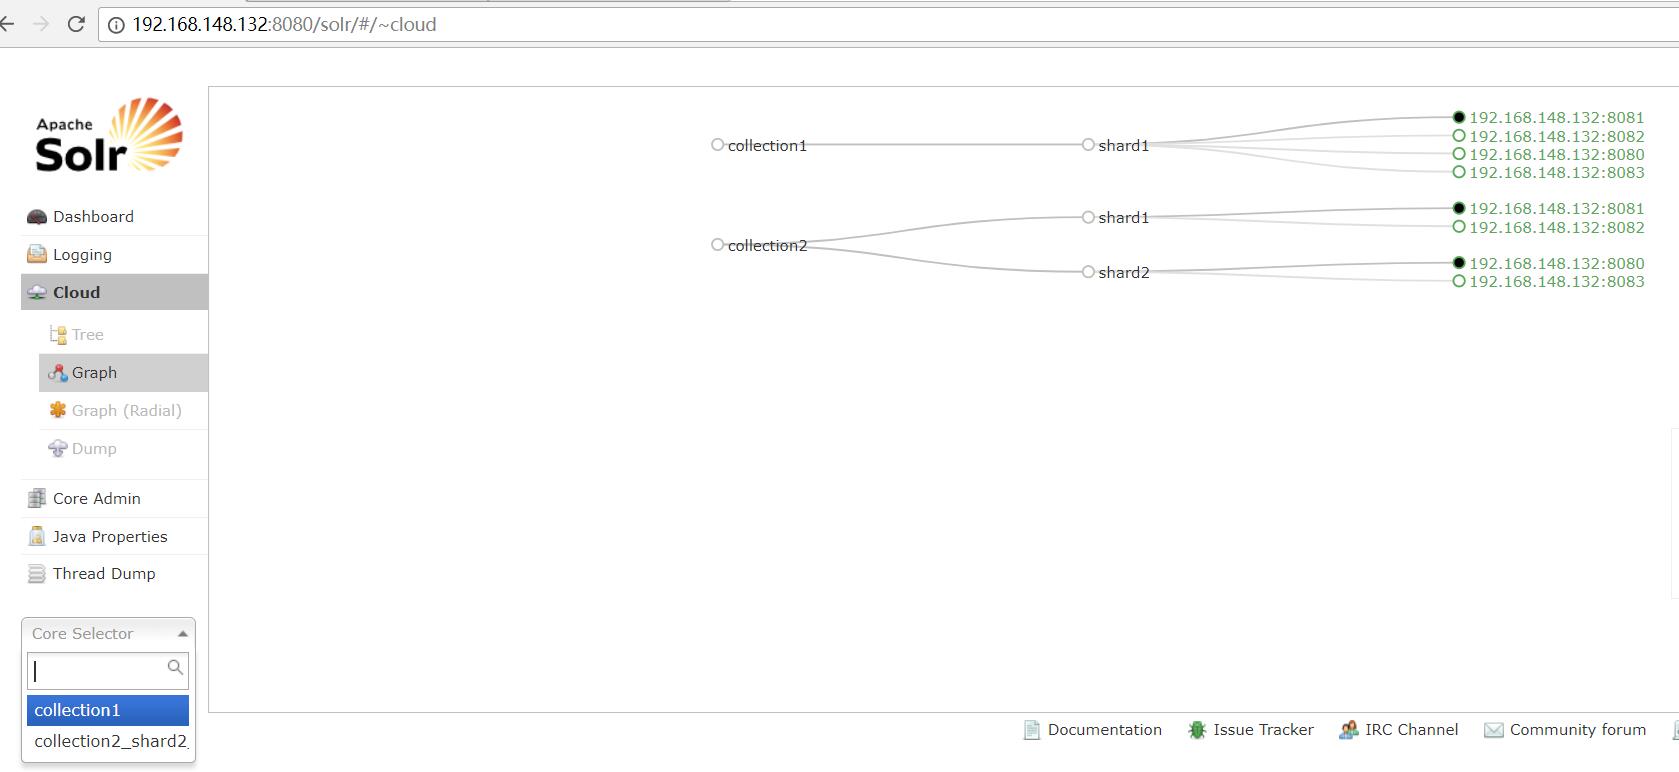 192.168.148.132:8080/solr/#/~cloud
Apache
Solr
Dashboard
Logging
Cloud
Tree
Graph
Graph (Radial)
Dump
Core Admin
Java Properties
Thread Dump
Core Selector
collection1
collection2_shard2_
collection1
shard1
192.168.148.132:8081
192.168.148.132:8082
192.168.148.132:8080
192.168.148.132:8083
collection2
shard1
192.168.148.132:8081
192.168.148.132:8082
shard2
192.168.148.132:8080
192.168.148.132:8083
Documentation
Issue Tracker
IRC Channel
Community forum